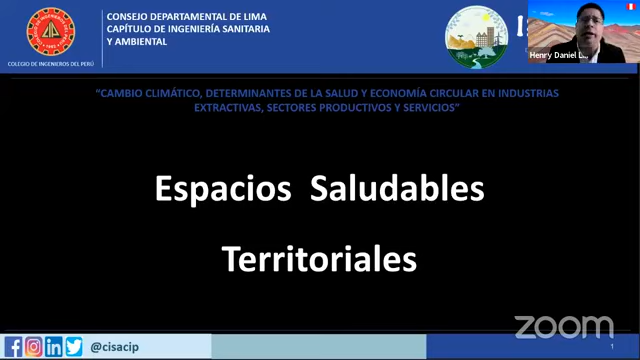 CONSEJO DEPARTAMENTAL DE LIMA
CAPÍTULO DE INGENIERÍA SANITARIA
Y AMBIENTAL
COLEGIO DE INGENIEROS DEL PERÚ
Henry Daniel
"CAMBIO CLIMÁTICO, DETERMINANTES DE LA SALUD Y ECONOMÍA CIRCULAR EN INDUSTRIAS
EXTRACTIVAS, SECTORES PRODUCTIVOS Y SERVICIOS"
Espacios Saludables
Territoriales
@cisacip
zoom
1